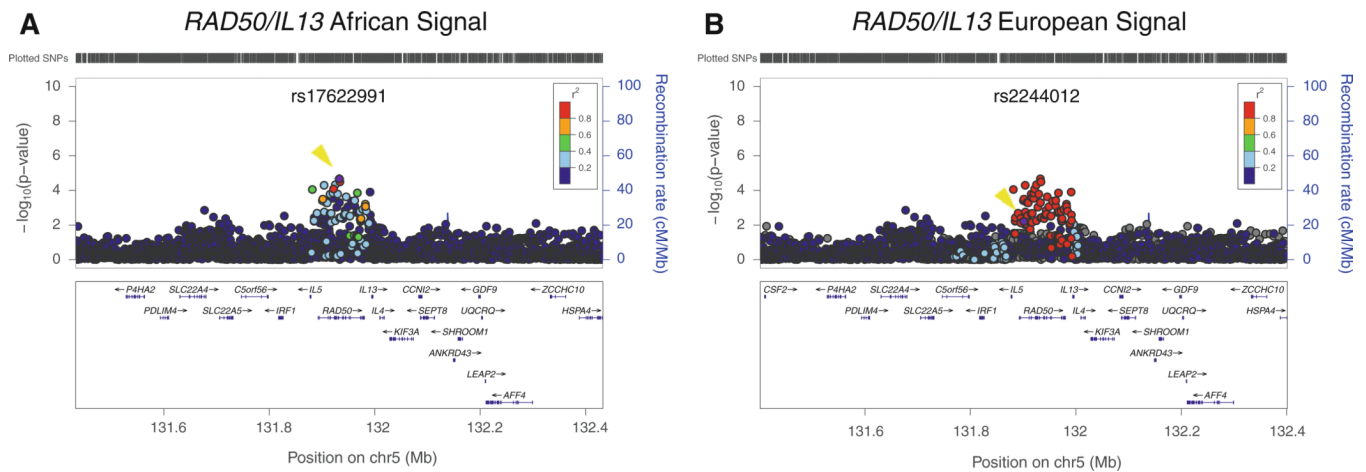 A RAD50/IL13 African Signal
Plotted SNPs
rs17622991
r2
0.8
0.6
0.4
0.2
10
8
6
4
2
0
−log10(p−value)
100
80
60
40
20
0
Recombination rate (cM/Mb)
←P4HA2 SLC22A4→ C5orf56→ ←IL5 IL13→ CCNI2→ ←GDF9 ZCCHC10
PDLIM4→ SLC22A5→ ←IRF1 RAD50→ IL4→ ←SEPT8 UQCRQ→ HSPA4→
←KIF3A ←SHROOM1
ANKRD43→
LEAP2→
←AFF4
131.6 131.8 132 132.2 132.4
Position on chr5 (Mb)
B RAD50/IL13 European Signal
Plotted SNPs
rs2244012
r2
0.8
0.6
0.4
0.2
10
8
6
4
2
0
−log10(p−value)
100
80
60
40
20
0
Recombination rate (cM/Mb)
CSF2→ ←P4HA2 SLC22A4→ C5orf56→ ←IL5 IL13→ CCNI2→ ←GDF9 ZCCHC10
PDLIM4→ SLC22A5→ ←IRF1 RAD50→ IL4→ ←SEPT8 UQCRQ→ HSPA4→
←KIF3A ←SHROOM1
ANKRD43→
LEAP2→
←AFF4
131.6 131.8 132 132.2 132.4
Position on chr5 (Mb)